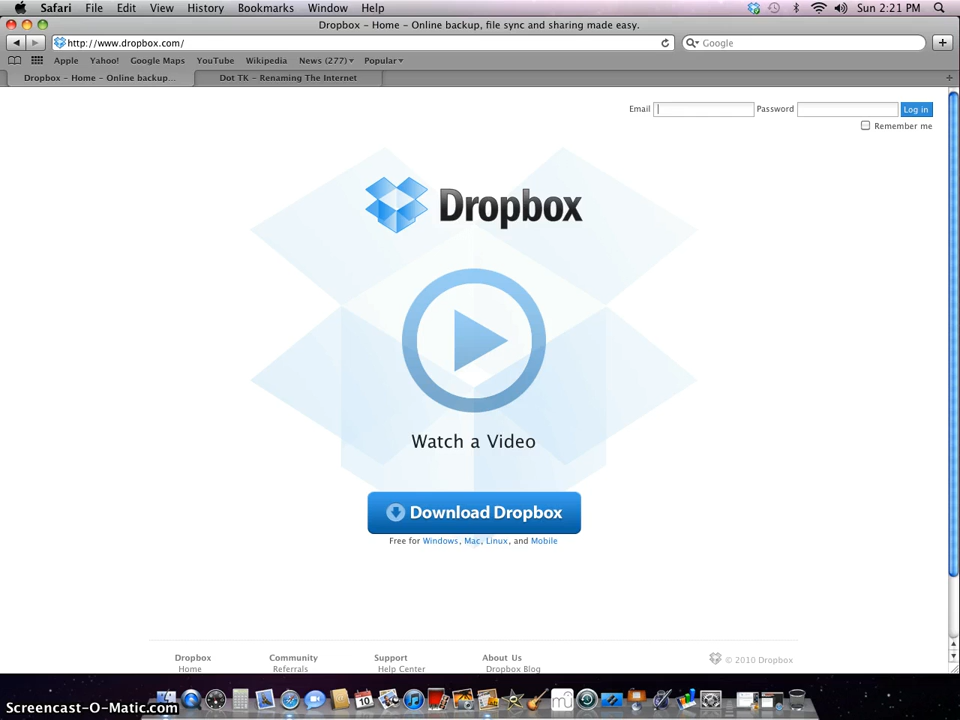 Safari File Edit View History Bookmarks Window Help Sun 2:21 PM
Dropbox – Home – Online backup, file sync and sharing made easy.
http://www.dropbox.com/ Google
Apple Yahoo! Google Maps YouTube Wikipedia News (277) Popular
Dropbox – Home – Online backup... Dot TK – Renaming The Internet
Email Password Log in
Remember me
Dropbox
Watch a Video
Download Dropbox
Free for Windows, Mac, Linux, and Mobile
Dropbox Community Support About Us © 2010 Dropbox
Home Referrals Help Center Dropbox Blog
Screencast-O-Matic.com